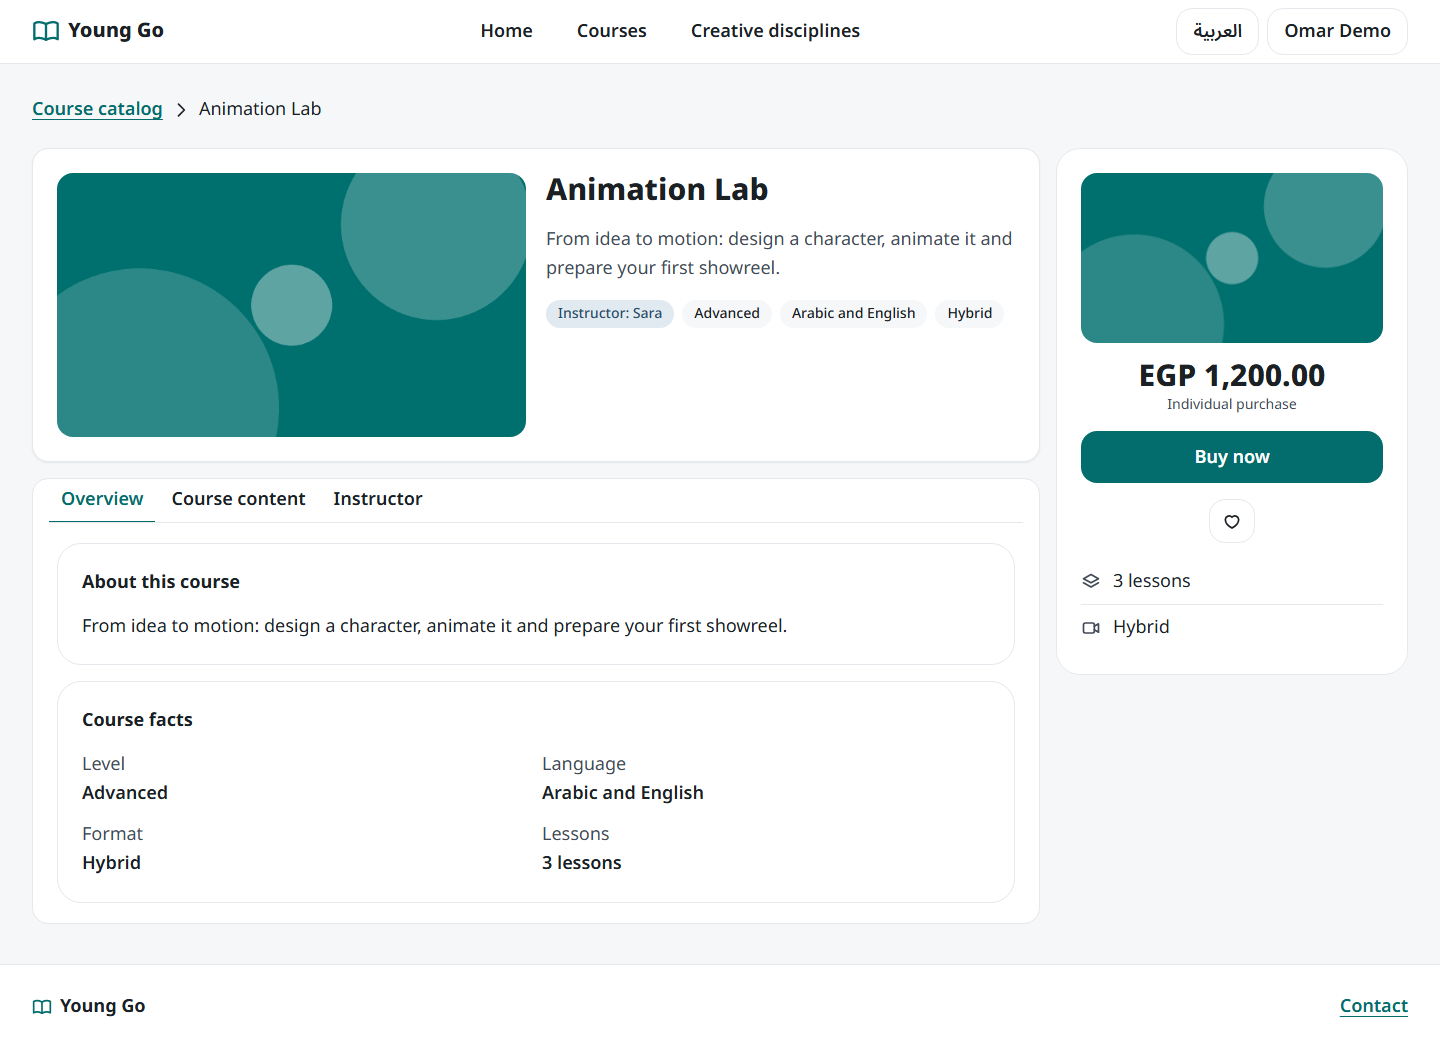 Young Go
Home
Courses
Creative disciplines
العربية
Omar Demo
Course catalog
Animation Lab
Animation Lab
From idea to motion: design a character, animate it and
prepare your first showreel.
Instructor: Sara
Advanced
Arabic and English
Hybrid
EGP 1,200.00
Individual purchase
Buy now
3 lessons
Hybrid
Overview
Course content
Instructor
About this course
From idea to motion: design a character, animate it and prepare your first showreel.
Course facts
Level
Advanced
Language
Arabic and English
Format
Hybrid
Lessons
3 lessons
Young Go
Contact